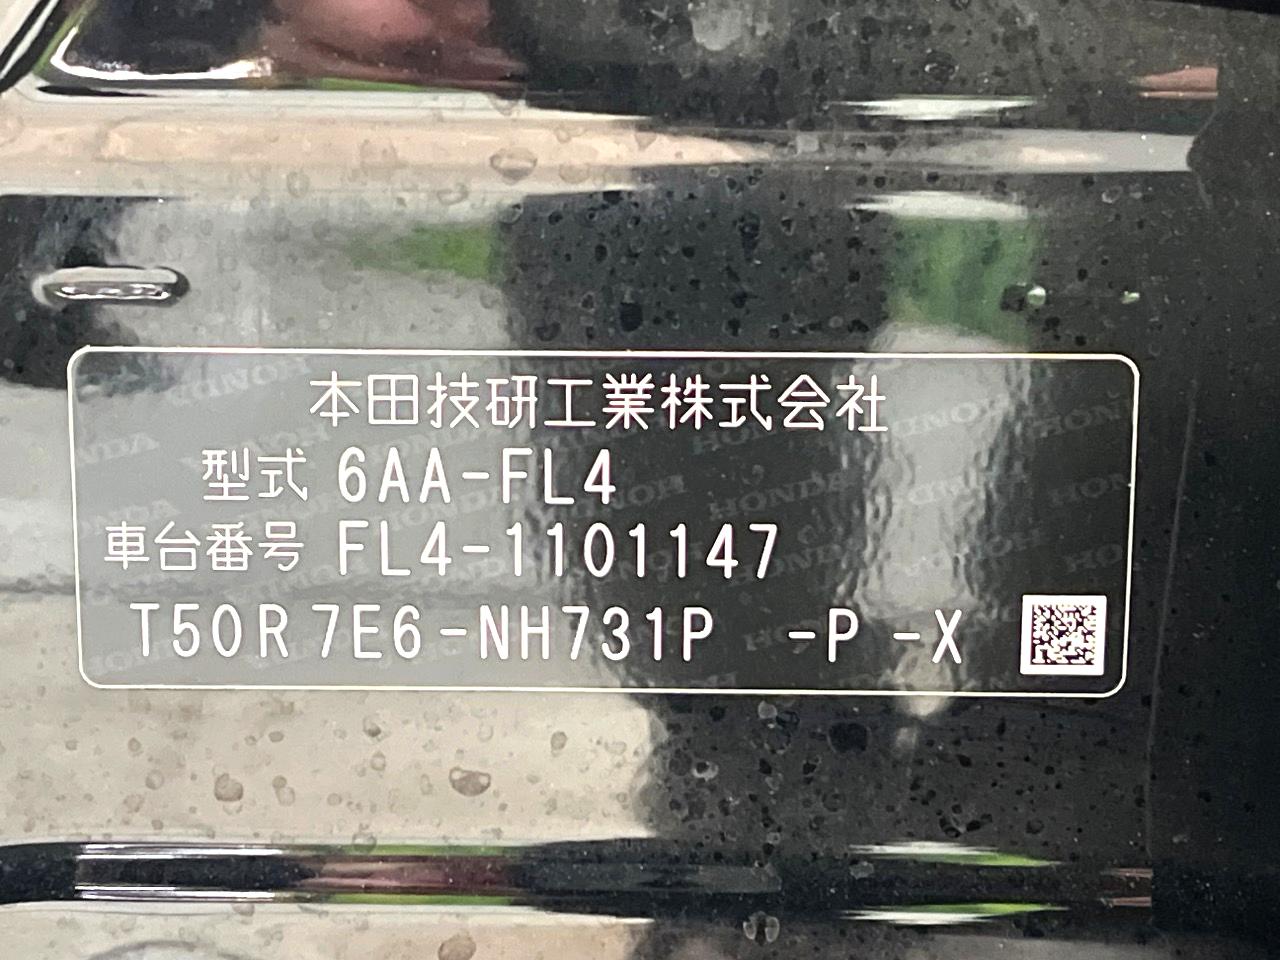 本田技研工業株式会社
型式 6AA-FL4
車台番号 FL4-1101147
T50R 7E6-NH731P -P -X